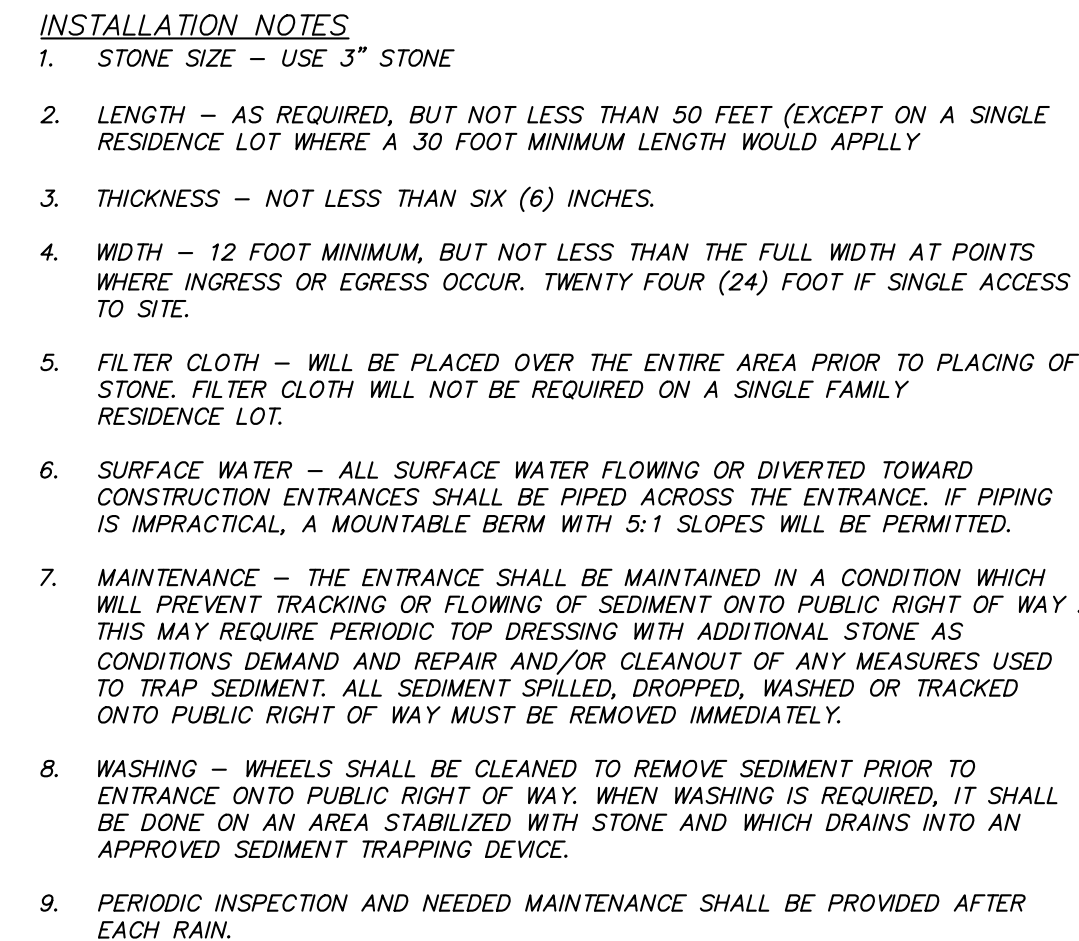 INSTALLATION NOTES
1. STONE SIZE – USE 3" STONE
2. LENGTH – AS REQUIRED, BUT NOT LESS THAN 50 FEET (EXCEPT ON A SINGLE
RESIDENCE LOT WHERE A 30 FOOT MINIMUM LENGTH WOULD APPLLY
3. THICKNESS – NOT LESS THAN SIX (6) INCHES.
4. WIDTH – 12 FOOT MINIMUM, BUT NOT LESS THAN THE FULL WIDTH AT POINTS
WHERE INGRESS OR EGRESS OCCUR. TWENTY FOUR (24) FOOT IF SINGLE ACCESS
TO SITE.
5. FILTER CLOTH – WILL BE PLACED OVER THE ENTIRE AREA PRIOR TO PLACING OF
STONE. FILTER CLOTH WILL NOT BE REQUIRED ON A SINGLE FAMILY
RESIDENCE LOT.
6. SURFACE WATER – ALL SURFACE WATER FLOWING OR DIVERTED TOWARD
CONSTRUCTION ENTRANCES SHALL BE PIPED ACROSS THE ENTRANCE. IF PIPING
IS IMPRACTICAL, A MOUNTABLE BERM WITH 5:1 SLOPES WILL BE PERMITTED.
7. MAINTENANCE – THE ENTRANCE SHALL BE MAINTAINED IN A CONDITION WHICH
WILL PREVENT TRACKING OR FLOWING OF SEDIMENT ONTO PUBLIC RIGHT OF WAY .
THIS MAY REQUIRE PERIODIC TOP DRESSING WITH ADDITIONAL STONE AS
CONDITIONS DEMAND AND REPAIR AND/OR CLEANOUT OF ANY MEASURES USED
TO TRAP SEDIMENT. ALL SEDIMENT SPILLED, DROPPED, WASHED OR TRACKED
ONTO PUBLIC RIGHT OF WAY MUST BE REMOVED IMMEDIATELY.
8. WASHING – WHEELS SHALL BE CLEANED TO REMOVE SEDIMENT PRIOR TO
ENTRANCE ONTO PUBLIC RIGHT OF WAY. WHEN WASHING IS REQUIRED, IT SHALL
BE DONE ON AN AREA STABILIZED WITH STONE AND WHICH DRAINS INTO AN
APPROVED SEDIMENT TRAPPING DEVICE.
9. PERIODIC INSPECTION AND NEEDED MAINTENANCE SHALL BE PROVIDED AFTER
EACH RAIN.